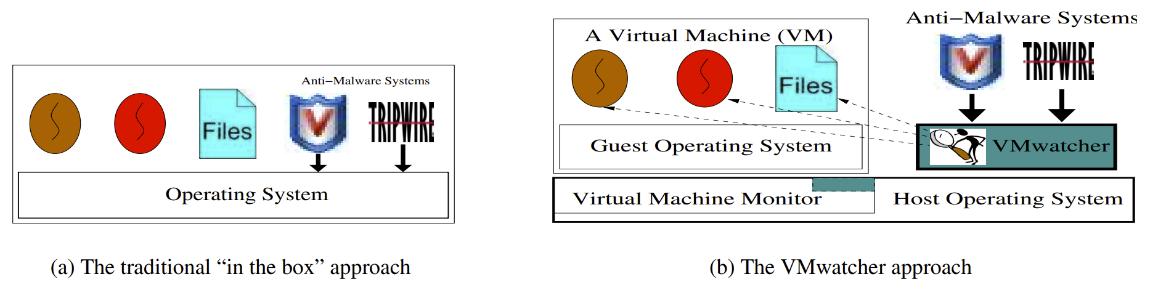 Anti-Malware Systems
V
TRIPWIRE
Files
Operating System
(a) The traditional “in the box” approach
A Virtual Machine (VM)
Anti-Malware Systems
V
TRIPWIRE
Files
Guest Operating System
VMwatcher
Virtual Machine Monitor
Host Operating System
(b) The VMwatcher approach